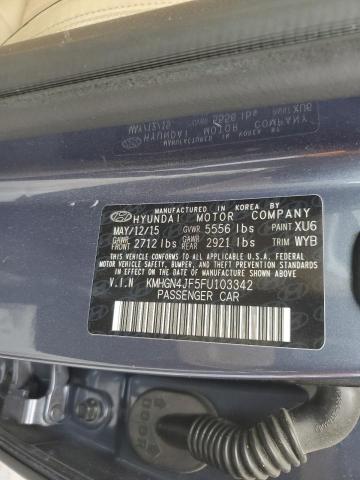 MANUFACTURED IN KOREA BY
HYUNDAI MOTOR COMPANY
MAY/12/15 GVWR 5556 lbs PAINT XU6
GAWR FRONT 2712 lbs GAWR REAR 2921 lbs TRIM WYB
THIS VEHICLE CONFORMS TO ALL APPLICABLE U.S.A. FEDERAL
MOTOR VEHICLE SAFETY, BUMPER, AND THEFT PREVENTION STANDARDS
IN EFFECT ON THE DATE OF MANUFACTURE SHOWN ABOVE.
V.I.N KMHGN4JF5FU103342
PASSENGER CAR
DOOR